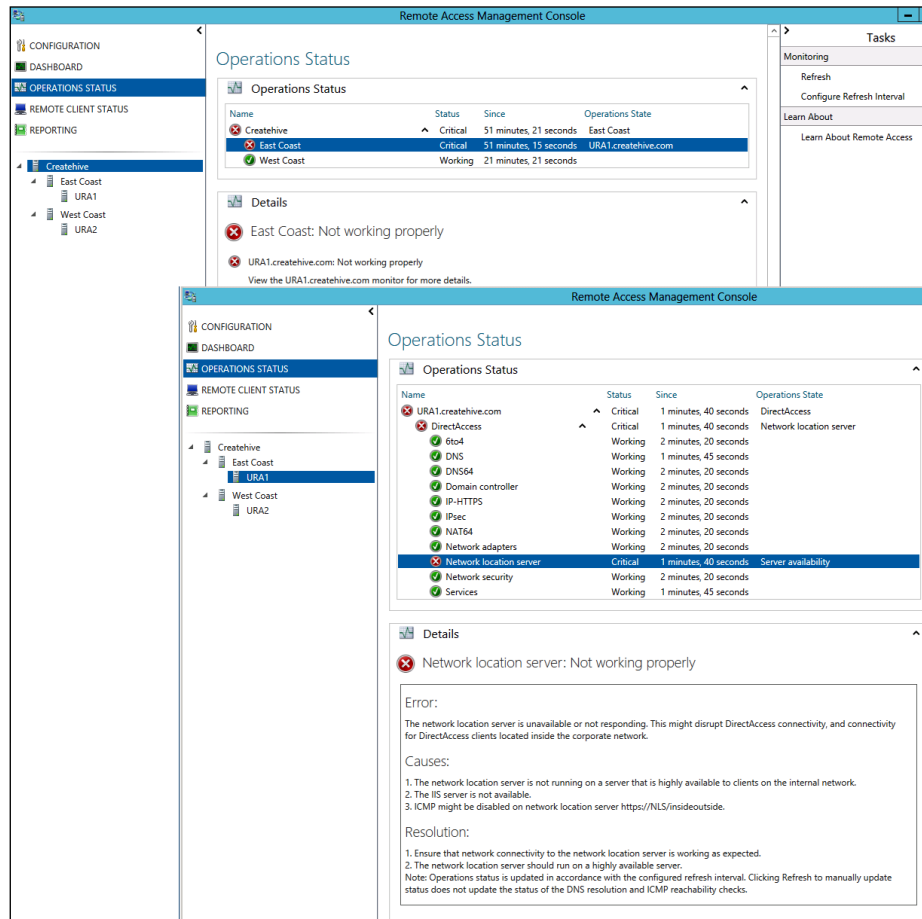 Remote Access Management Console
CONFIGURATION
DASHBOARD
OPERATIONS STATUS
REMOTE CLIENT STATUS
REPORTING
Createhive
East Coast
URA1
West Coast
URA2
Operations Status
Operations Status
Name Status Since Operations State
Createhive Critical 51 minutes, 21 seconds East Coast
East Coast Critical 51 minutes, 15 seconds URA1.createhive.com
West Coast Working 21 minutes, 21 seconds
Details
East Coast: Not working properly
URA1.createhive.com: Not working properly
View the URA1.createhive.com monitor for more details.
Tasks
Monitoring
Refresh
Configure Refresh Interval
Learn About
Learn About Remote Access
Remote Access Management Console
CONFIGURATION
DASHBOARD
OPERATIONS STATUS
REMOTE CLIENT STATUS
REPORTING
Createhive
East Coast
URA1
West Coast
URA2
Operations Status
Operations Status
Name Status Since Operations State
URA1.createhive.com Critical 1 minutes, 40 seconds DirectAccess
DirectAccess Critical 1 minutes, 40 seconds Network location server
6to4 Working 2 minutes, 20 seconds
DNS Working 1 minutes, 45 seconds
DNS64 Working 2 minutes, 20 seconds
Domain controller Working 2 minutes, 20 seconds
IP-HTTPS Working 2 minutes, 20 seconds
IPsec Working 2 minutes, 20 seconds
NAT64 Working 2 minutes, 20 seconds
Network adapters Working 2 minutes, 20 seconds
Network location server Critical 1 minutes, 40 seconds Server availability
Network security Working 2 minutes, 20 seconds
Services Working 1 minutes, 45 seconds
Details
Network location server: Not working properly
Error:
The network location server is unavailable or not responding. This might disrupt DirectAccess connectivity, and connectivity
for DirectAccess clients located inside the corporate network.
Causes:
1. The network location server is not running on a server that is highly available to clients on the internal network.
2. The IIS server is not available.
3. ICMP might be disabled on network location server https://NLS/insideoutside.
Resolution:
1. Ensure that network connectivity to the network location server is working as expected.
2. The network location server should run on a highly available server.
Note: Operations status is updated in accordance with the configured refresh interval. Clicking Refresh to manually update
status does not update the status of the DNS resolution and ICMP reachability checks.